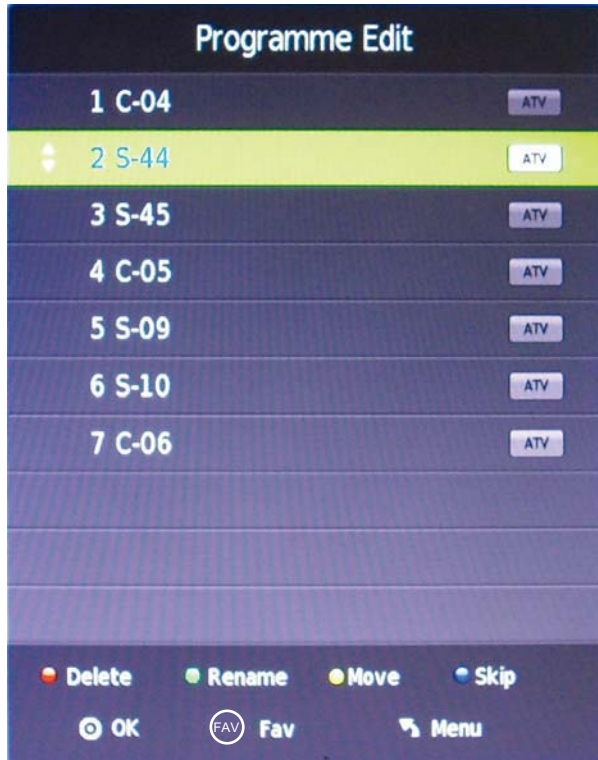 Programme Edit
1 C-04 ATV
2 S-44 ATV
3 S-45 ATV
4 C-05 ATV
5 S-09 ATV
6 S-10 ATV
7 C-06 ATV
Delete Rename Move Skip
OK FAV Fav Menu